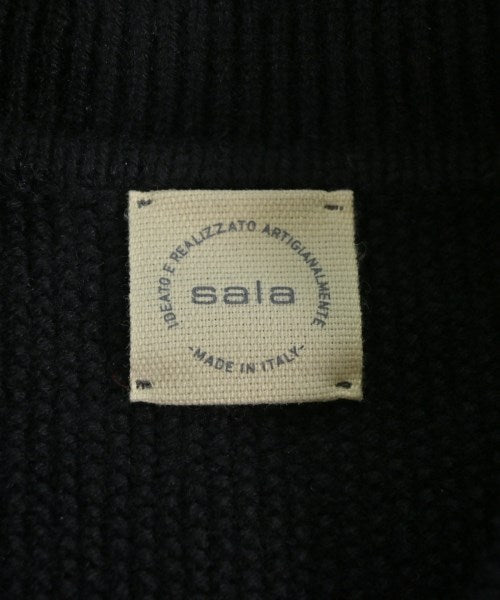 IDEATO E REALIZZATO ARTIGIANALMENTE
sala
-MADE IN ITALY-